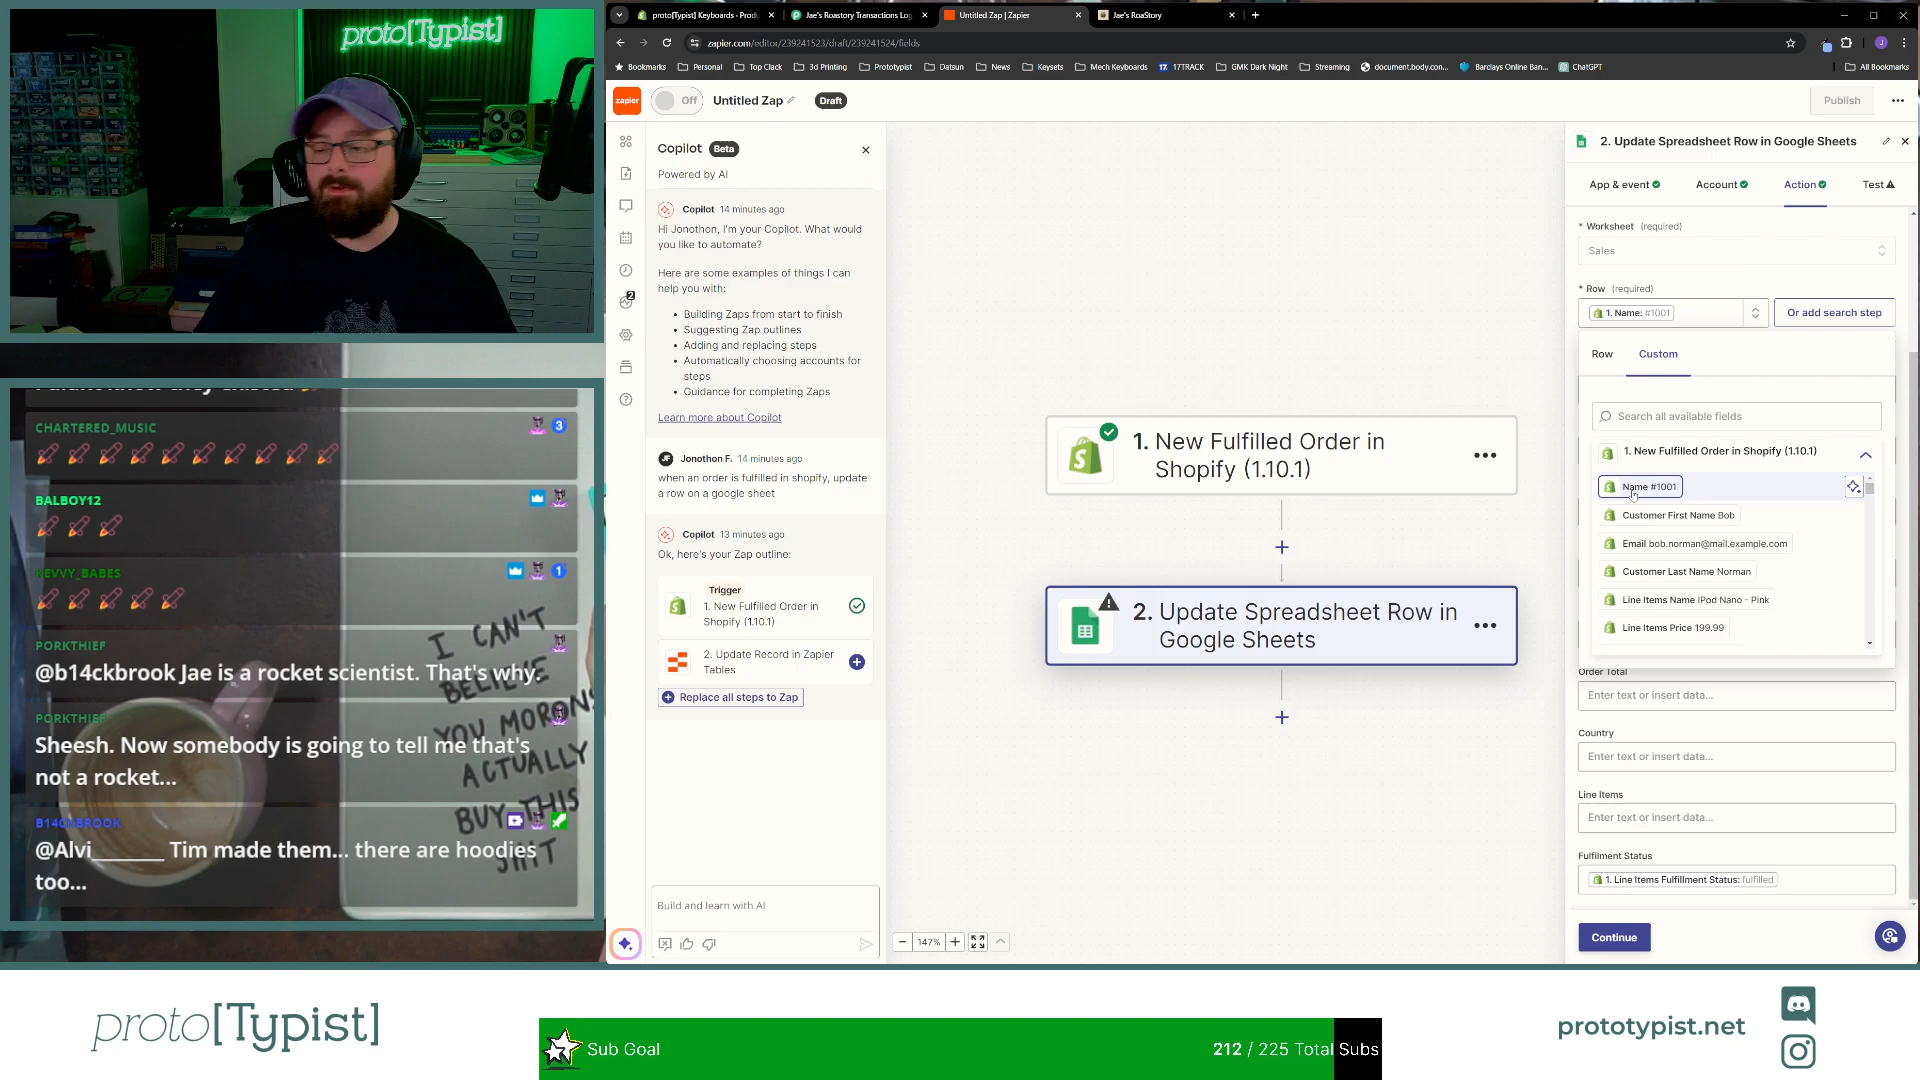 proto[Typist]
CHARTERED_MUSIC
3
BALBOY12
KEVVY_BABES
1
PORKTHIEF
@b14ckbrook Jae is a rocket scientist. That's why.
PORKTHIEF
Sheesh. Now somebody is going to tell me that's
not a rocket...
B14CKBROOK
@Alvi_______ Tim made them... there are hoodies
too...
I CAN'T
BELIEVE
YOU MORONS
ACTUALLY
BUY THIS
SHIT
proto[Typist] Keyboards - Produ
Jae's Roastory Transactions Log
Untitled Zap | Zapier
Jae's RoaStory
zapier.com/editor/239241523/draft/239241524/fields
Bookmarks
Personal
Top Clack
3d Printing
Prototypist
Datsun
News
Keysets
Mech Keyboards
17TRACK
GMK Dark Night
Streaming
document.body.con...
Barclays Online Ban...
ChatGPT
All Bookmarks
zapier
Off
Untitled Zap
Draft
Publish
2
Copilot Beta
Powered by AI
Copilot 14 minutes ago
Hi Jonothon, I'm your Copilot. What would
you like to automate?
Here are some examples of things I can
help you with:
• Building Zaps from start to finish
• Suggesting Zap outlines
• Adding and replacing steps
• Automatically choosing accounts for
steps
• Guidance for completing Zaps
Learn more about Copilot
JF Jonothon F. 14 minutes ago
when an order is fulfilled in shopify, update
a row on a google sheet
Copilot 13 minutes ago
Ok, here's your Zap outline:
Trigger
1. New Fulfilled Order in
Shopify (1.10.1)
2. Update Record in Zapier
Tables
Replace all steps to Zap
Build and learn with AI
1. New Fulfilled Order in
Shopify (1.10.1)
2. Update Spreadsheet Row in
Google Sheets
147%
2. Update Spreadsheet Row in Google Sheets
App & event
Account
Action
Test
* Worksheet (required)
Sales
* Row (required)
1. Name: #1001
Or add search step
Row
Custom
Search all available fields
1. New Fulfilled Order in Shopify (1.10.1)
Name #1001
Customer First Name Bob
Email bob.norman@mail.example.com
Customer Last Name Norman
Line Items Name IPod Nano - Pink
Line Items Price 199.99
Order Total
Enter text or insert data...
Country
Enter text or insert data...
Line Items
Enter text or insert data...
Fulfilment Status
1. Line Items Fulfillment Status: fulfilled
Continue
proto[Typist]
Sub Goal
212 / 225 Total Subs
prototypist.net